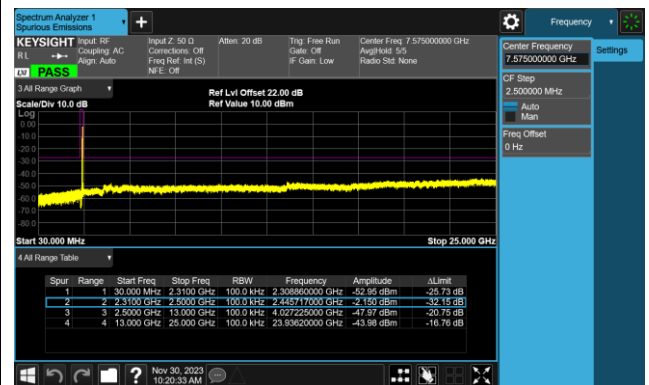 Spectrum Analyzer 1
Spurious Emissions
Frequency
KEYSIGHT
R L
LXI
PASS
Input: RF
Coupling: AC
Align: Auto
Input Z: 50 Ω
Corrections: Off
Freq Ref: Int (S)
NFE: Off
Atten: 20 dB
Trig: Free Run
Gate: Off
IF Gain: Low
Center Freq: 7.575000000 GHz
Avg|Hold: 5/5
Radio Std: None
3 All Range Graph
Scale/Div 10.0 dB
Ref Lvl Offset 22.00 dB
Ref Value 10.00 dBm
Log
0.00
-10.0
-20.0
-30.0
-40.0
-50.0
-60.0
-70.0
-80.0
Start 30.000 MHz
Stop 25.000 GHz
4 All Range Table
Spur Range Start Freq Stop Freq RBW Frequency Amplitude ΔLimit
1 1 30.000 MHz 2.3100 GHz 100.0 kHz 2.308860000 GHz -52.95 dBm -25.73 dB
2 2 2.3100 GHz 2.5000 GHz 100.0 kHz 2.445717000 GHz -2.150 dBm -32.15 dB
3 3 2.5000 GHz 13.000 GHz 100.0 kHz 4.027225000 GHz -47.97 dBm -20.75 dB
4 4 13.000 GHz 25.000 GHz 100.0 kHz 23.93620000 GHz -43.98 dBm -16.76 dB
Nov 30, 2023
10:20:33 AM
Center Frequency
7.575000000 GHz
CF Step
2.500000 MHz
Auto
Man
Freq Offset
0 Hz
Settings